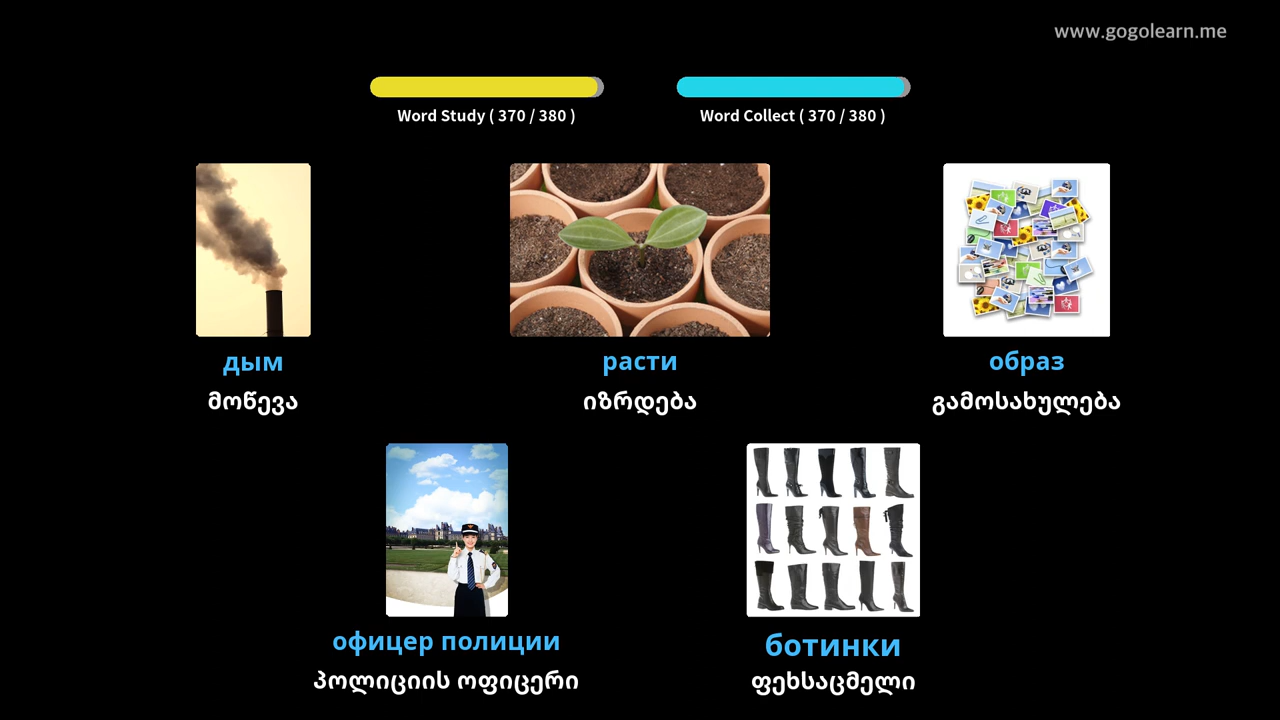 www.gogolearn.me
Word Study ( 370 / 380 )
Word Collect ( 370 / 380 )
дым
расти
образ
მოწევა
იზრდება
გამოსახულება
офицер полиции
ботинки
პოლიციის ოფიცერი
ფეხსაცმელი